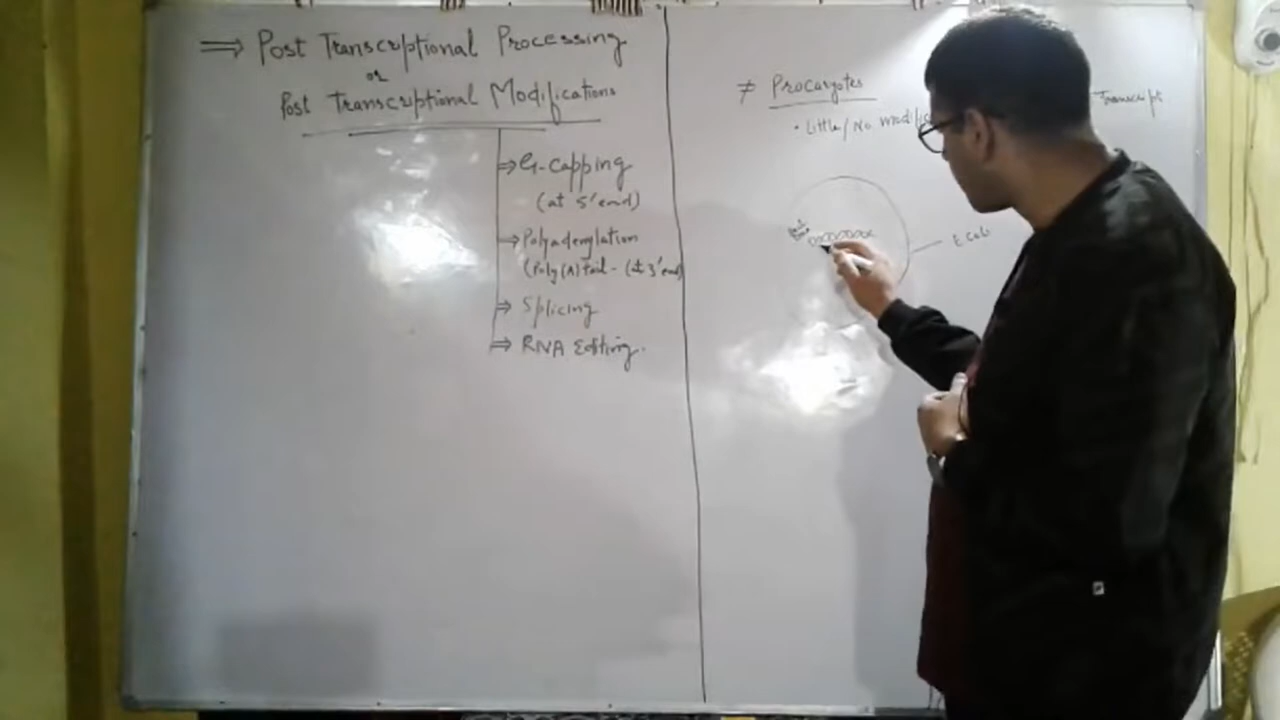 ⇒ Post Transcriptional Processing
or
Post Transcriptional Modifications
⇒ G-capping
(at 5' end)
⇒ Polyadenylation
(Poly(A) tail - (at 3' end)
⇒ Splicing
⇒ RNA Editing.
≠ Procaryotes
• Little/No modific
Transcript
E.Coli